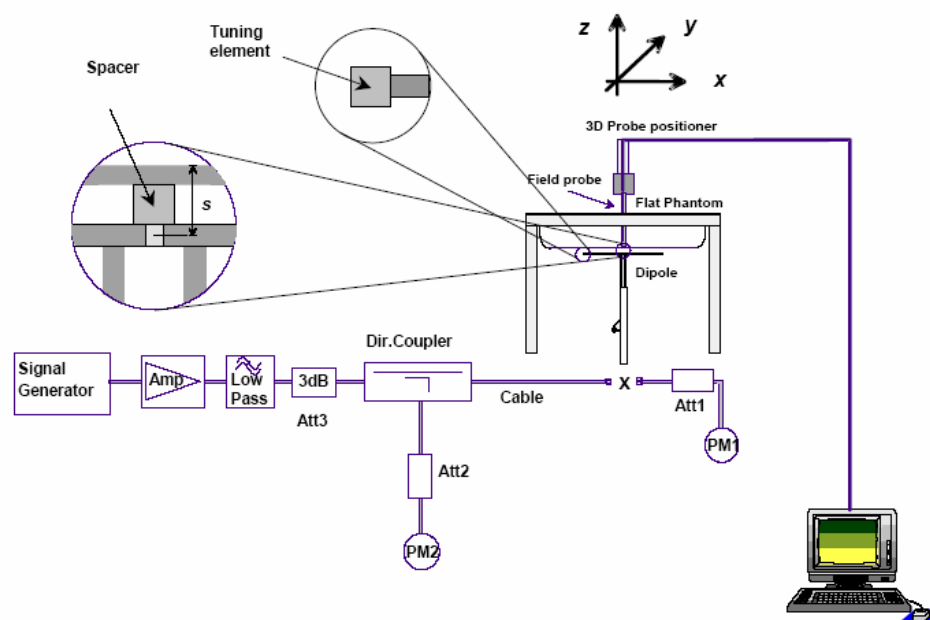 Tuning
element
Spacer
s
z
y
x
3D Probe positioner
Field probe
Flat Phantom
Dipole
Dir.Coupler
Signal
Generator
Amp
Low
Pass
3dB
Att3
Cable
x
Att1
PM1
Att2
PM2